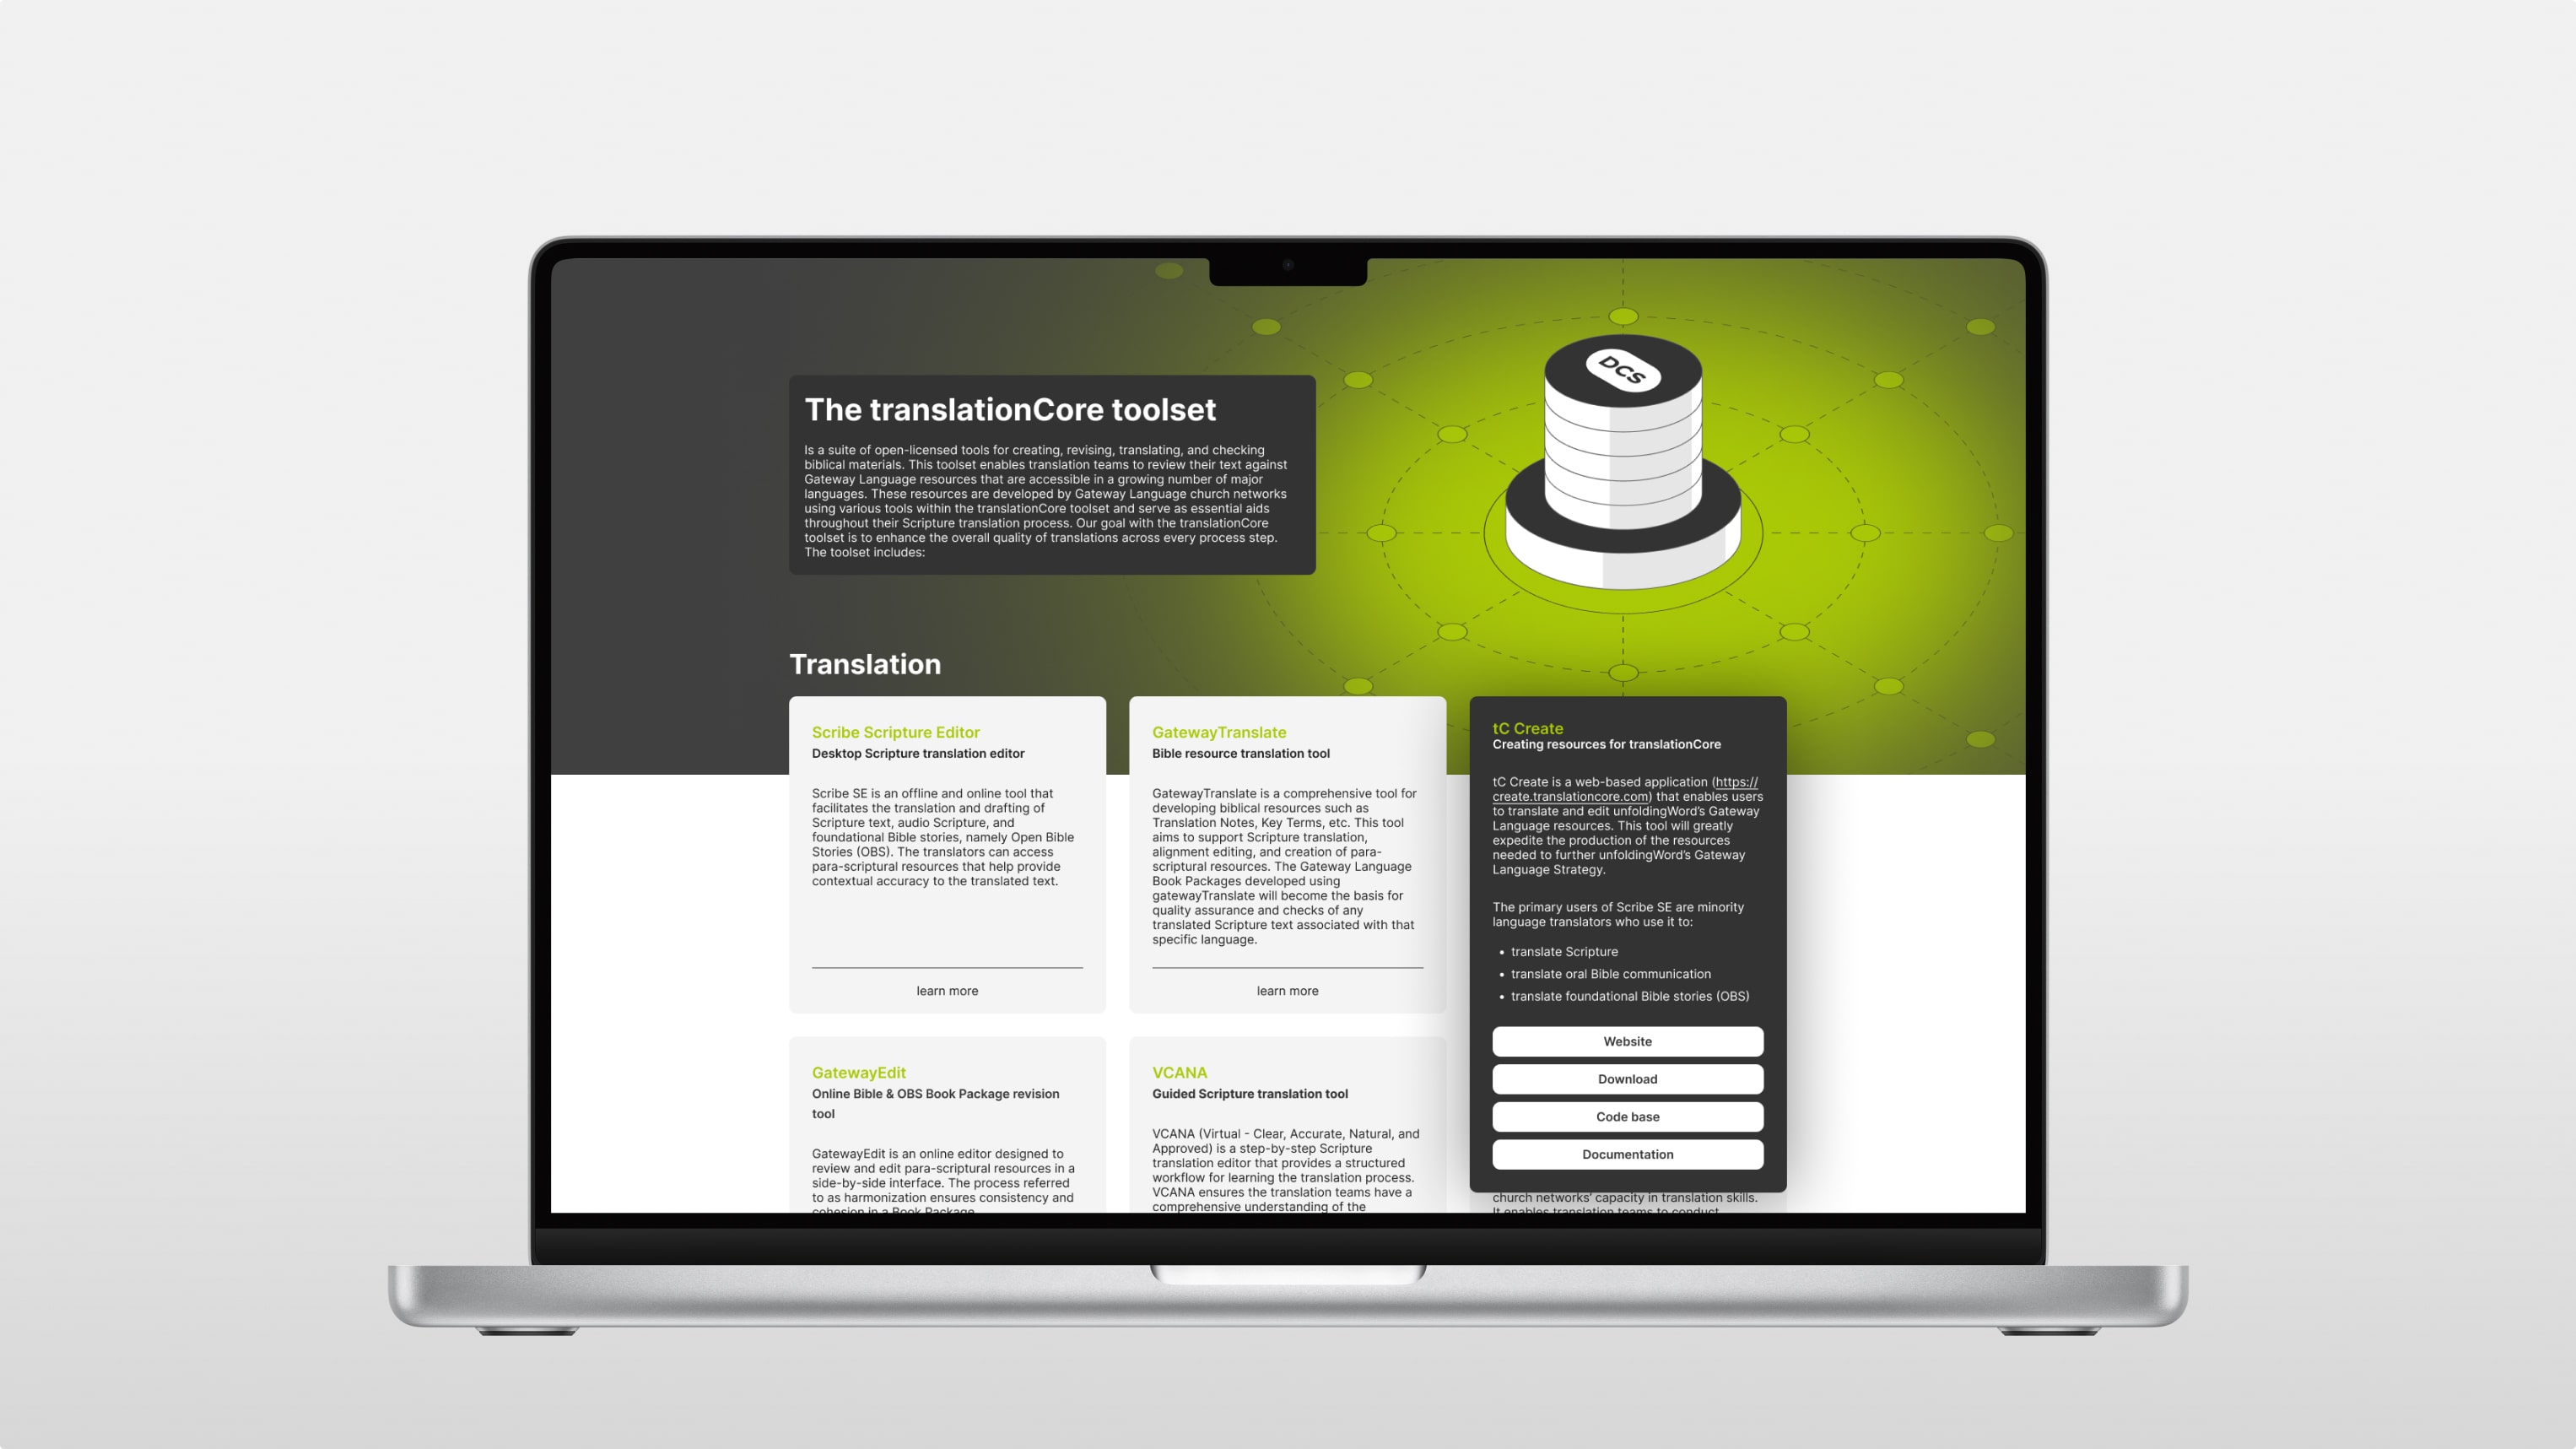 DCS
The translationCore toolset
Is a suite of open-licensed tools for creating, revising, translating, and checking
biblical materials. This toolset enables translation teams to review their text against
Gateway Language resources that are accessible in a growing number of major
languages. These resources are developed by Gateway Language church networks
using various tools within the translationCore toolset and serve as essential aids
throughout their Scripture translation process. Our goal with the translationCore
toolset is to enhance the overall quality of translations across every process step.
The toolset includes:
Translation
Scribe Scripture Editor
Desktop Scripture translation editor
Scribe SE is an offline and online tool that
facilitates the translation and drafting of
Scripture text, audio Scripture, and
foundational Bible stories, namely Open Bible
Stories (OBS). The translators can access
para-scriptural resources that help provide
contextual accuracy to the translated text.
learn more
GatewayTranslate
Bible resource translation tool
GatewayTranslate is a comprehensive tool for
developing biblical resources such as
Translation Notes, Key Terms, etc. This tool
aims to support Scripture translation,
alignment editing, and creation of para-
scriptural resources. The Gateway Language
Book Packages developed using
gatewayTranslate will become the basis for
quality assurance and checks of any
translated Scripture text associated with that
specific language.
learn more
tC Create
Creating resources for translationCore
tC Create is a web-based application (https://
create.translationcore.com) that enables users
to translate and edit unfoldingWord's Gateway
Language resources. This tool will greatly
expedite the production of the resources
needed to further unfoldingWord's Gateway
Language Strategy.
The primary users of Scribe SE are minority
language translators who use it to:
• translate Scripture
• translate oral Bible communication
• translate foundational Bible stories (OBS)
Website
Download
Code base
Documentation
GatewayEdit
Online Bible & OBS Book Package revision
tool
GatewayEdit is an online editor designed to
review and edit para-scriptural resources in a
side-by-side interface. The process referred
to as harmonization ensures consistency and
cohesion in a Book Package
VCANA
Guided Scripture translation tool
VCANA (Virtual - Clear, Accurate, Natural, and
Approved) is a step-by-step Scripture
translation editor that provides a structured
workflow for learning the translation process.
VCANA ensures the translation teams have a
comprehensive understanding of the
church networks' capacity in translation skills.
It enables translation teams to conduct